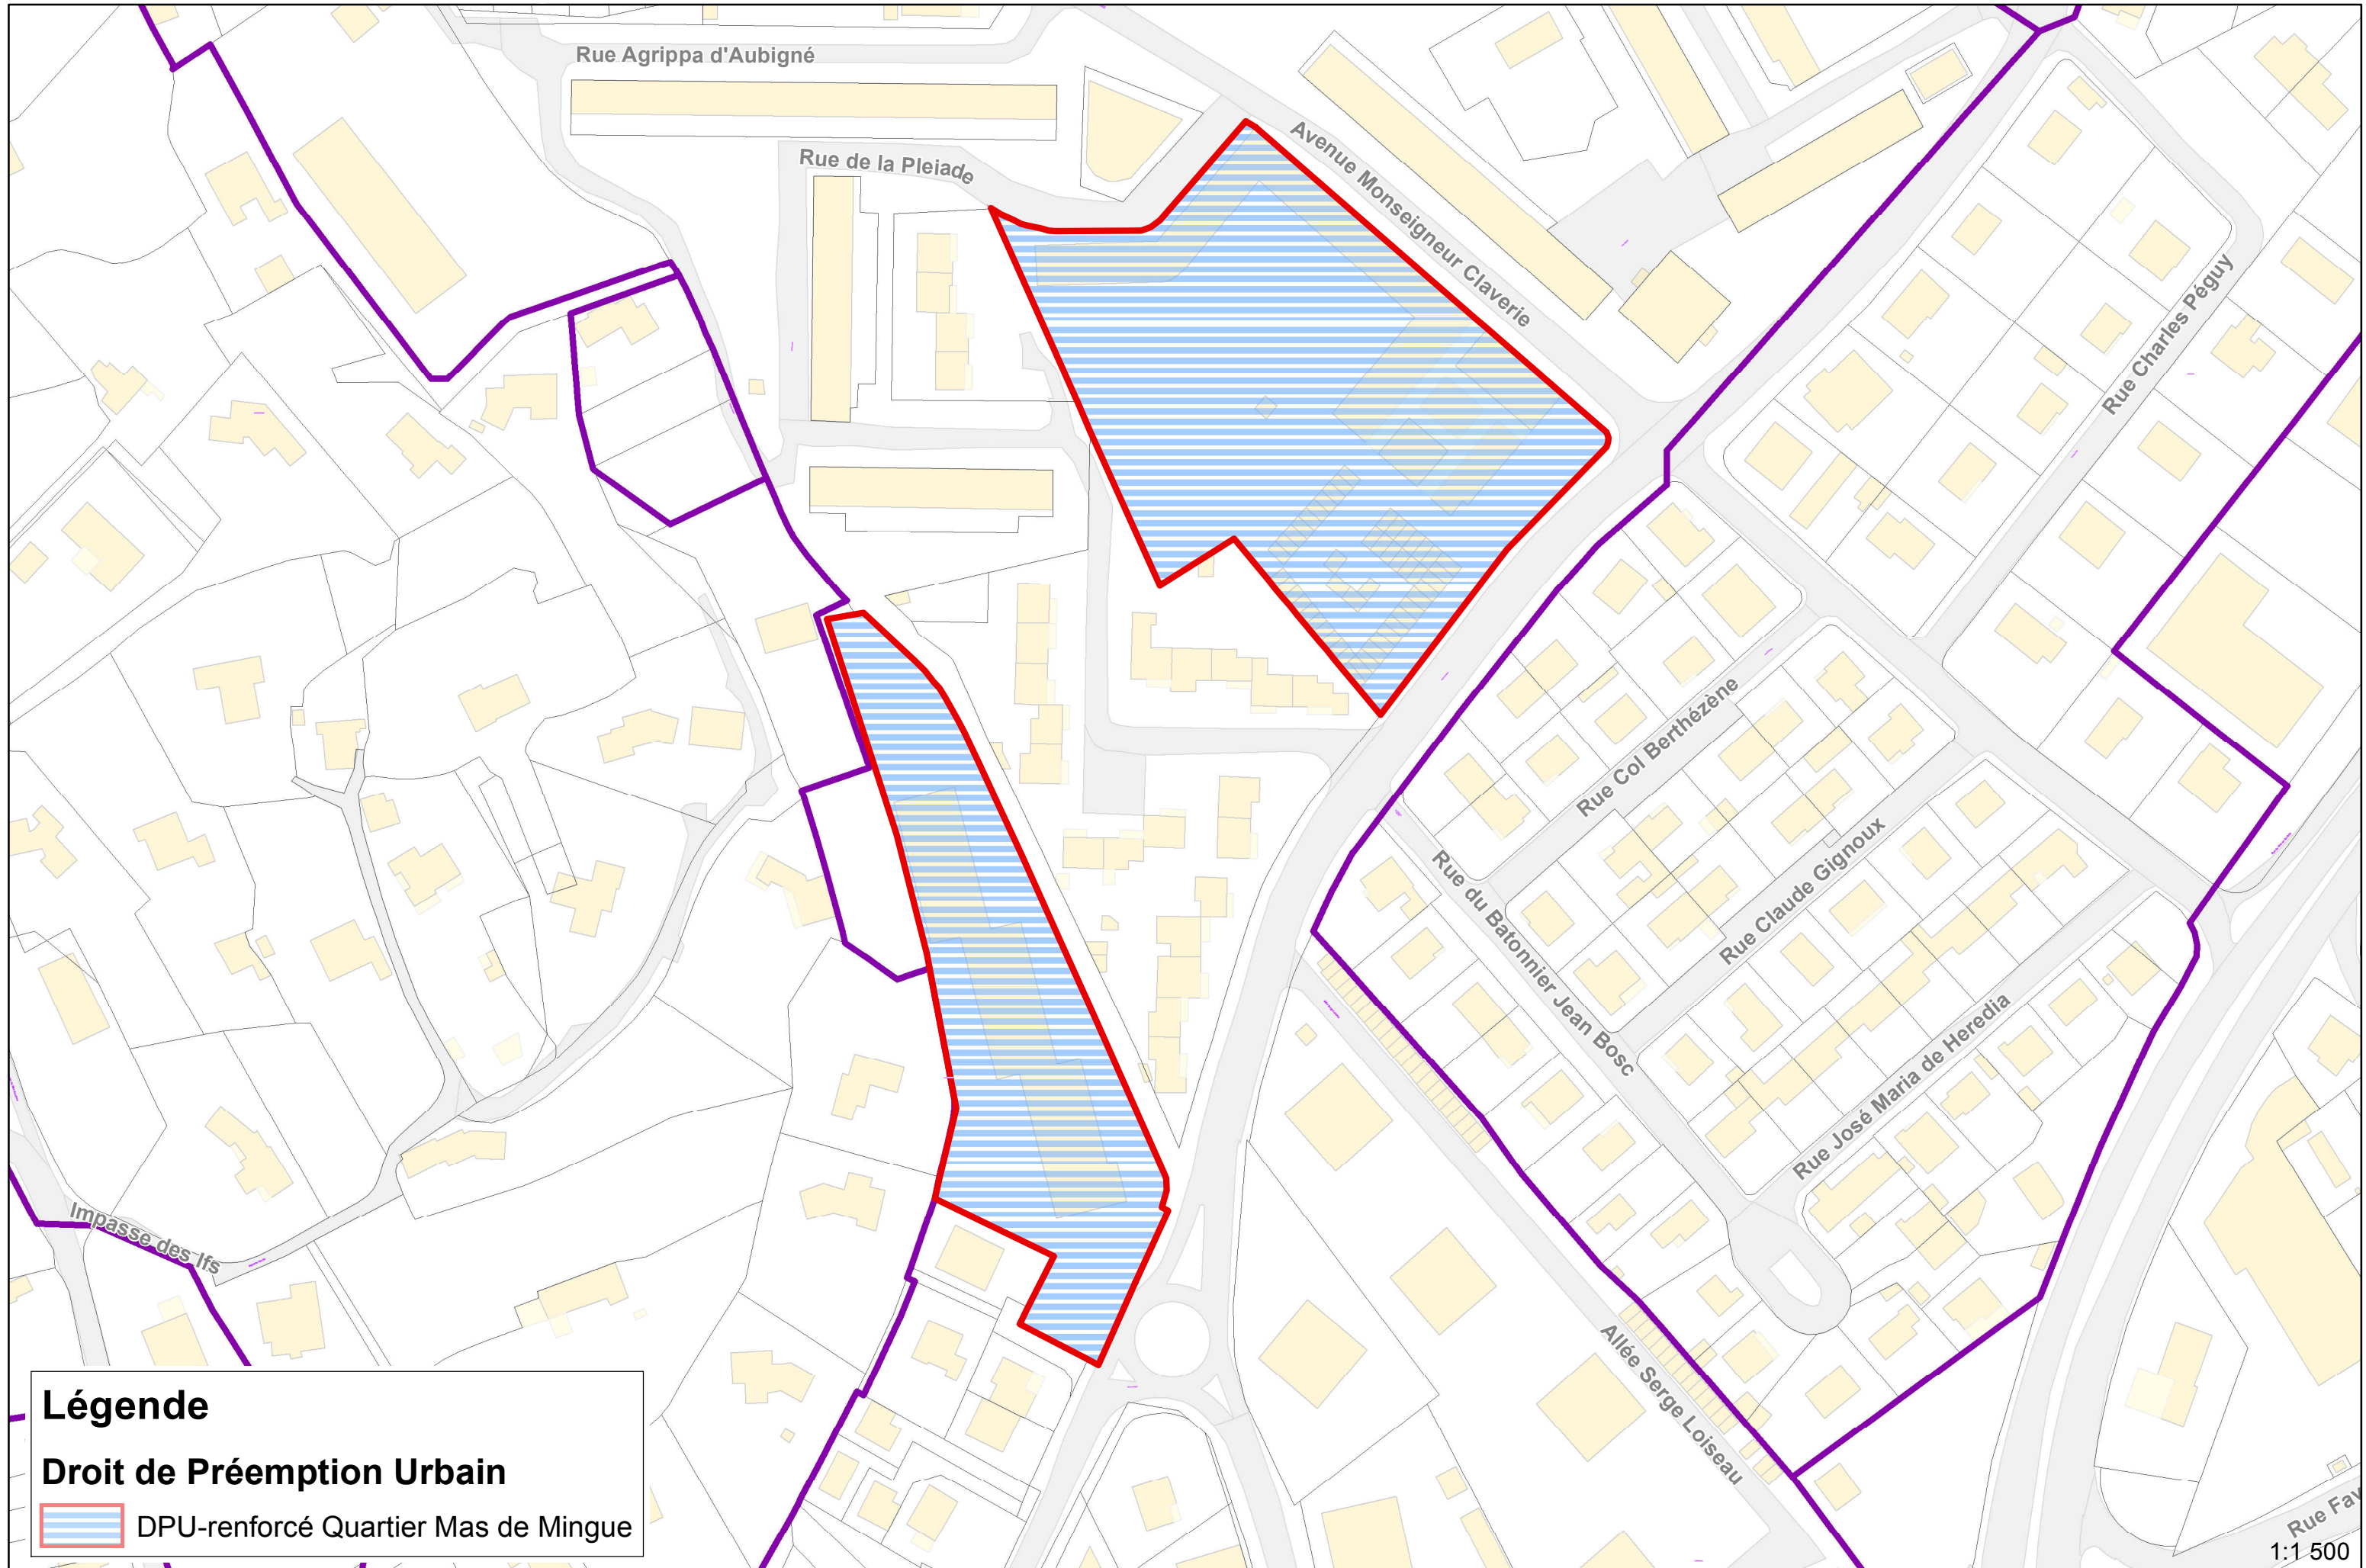 Rue Agrippa d'Aubigné
Avenue Monseigneur Claverie
Rue de la Pleiade
Rue Charles Péguy
Rue Col Berthézène
Rue Claude Gignoux
Rue du Batonnier Jean Bosc
Rue José Maria de Heredia
Impasse des Ifs
Allée Serge Loiseau
Légende
Droit de Préemption Urbain
DPU-renforcé Quartier Mas de Mingue
Rue Fav
1:1 500